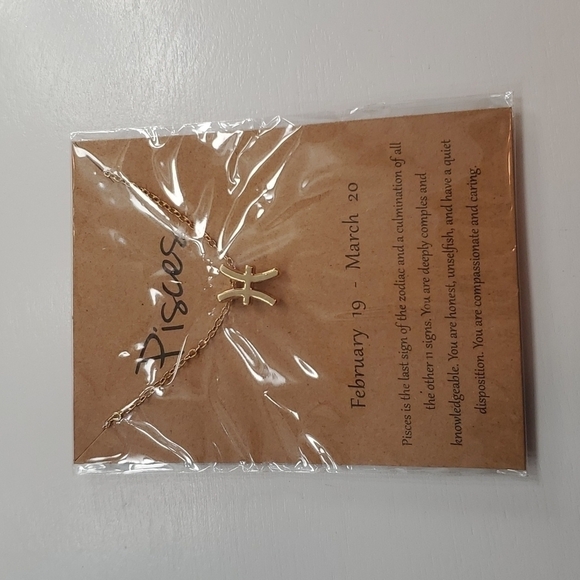 Pisces
February 19 - March 20
Pisces is the last sign of the zodiac and a culmination of all
the other 11 signs. You are deeply comples and
knowledgeable. You are honest, unselfish, and have a quiet
disposition. You are compassionate and caring.